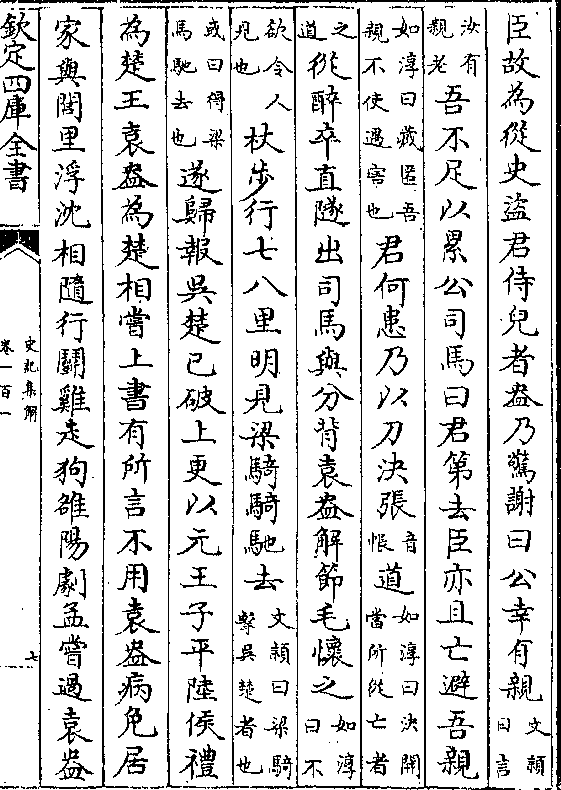 臣故為從史盜君侍兒者盎乃驚謝曰公幸有親文穎曰言
汝有親老吾不足以累公司馬曰君第去臣亦且亡避吾親
如淳曰藏匿吾親不使遇害也君何患乃以刀決張音帳道如淳曰決開當所從亡者
之道從醉卒直隧出司馬與分背袁盎解節毛懷之如淳曰不
欲令人見也杖步行七八里明見梁騎騎馳去文穎曰梁騎擊吳楚者也
或曰得梁馬馳去也遂歸報吳楚已破上更以元王子平陸侯禮
為楚王袁盎為楚相嘗上書有所言不用袁盎病免居
家與閭里浮沈相隨行鬭雞走狗雒陽劇孟嘗過袁盎
欽定四庫全書
史記集解
卷一百一
七